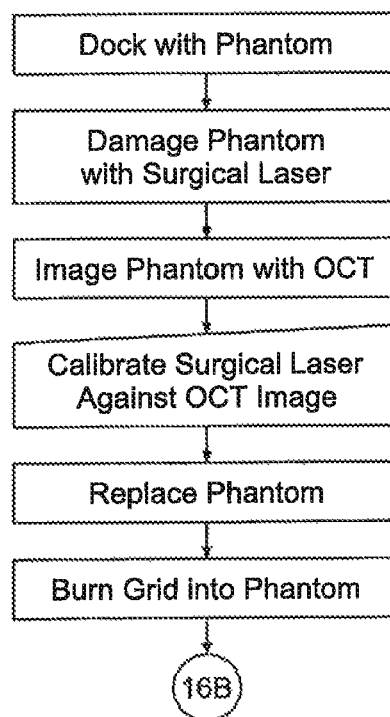 Dock with Phantom
Damage Phantom
with Surgical Laser
Image Phantom with OCT
Calibrate Surgical Laser
Against OCT Image
Replace Phantom
Burn Grid into Phantom
16B